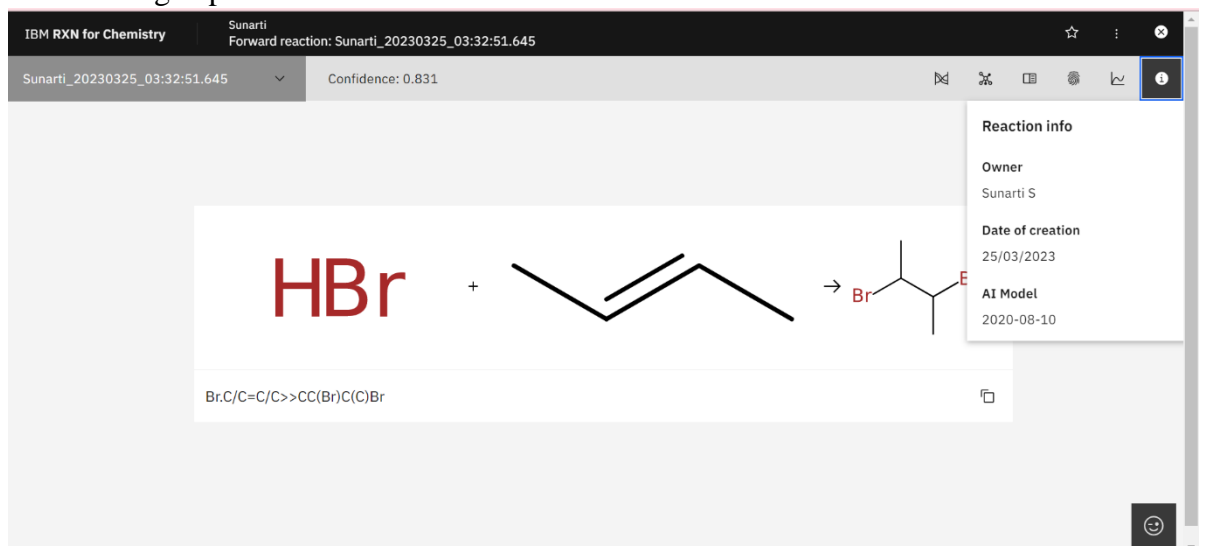 IBM RXN for Chemistry
Sunarti
Forward reaction: Sunarti_20230325_03:32:51.645
Sunarti_20230325_03:32:51.645
Confidence: 0.831
Reaction info
Owner
Sunarti S
Date of creation
25/03/2023
AI Model
2020-08-10
HBr + → Br
Br.C/C=C/C>>CC(Br)C(C)Br